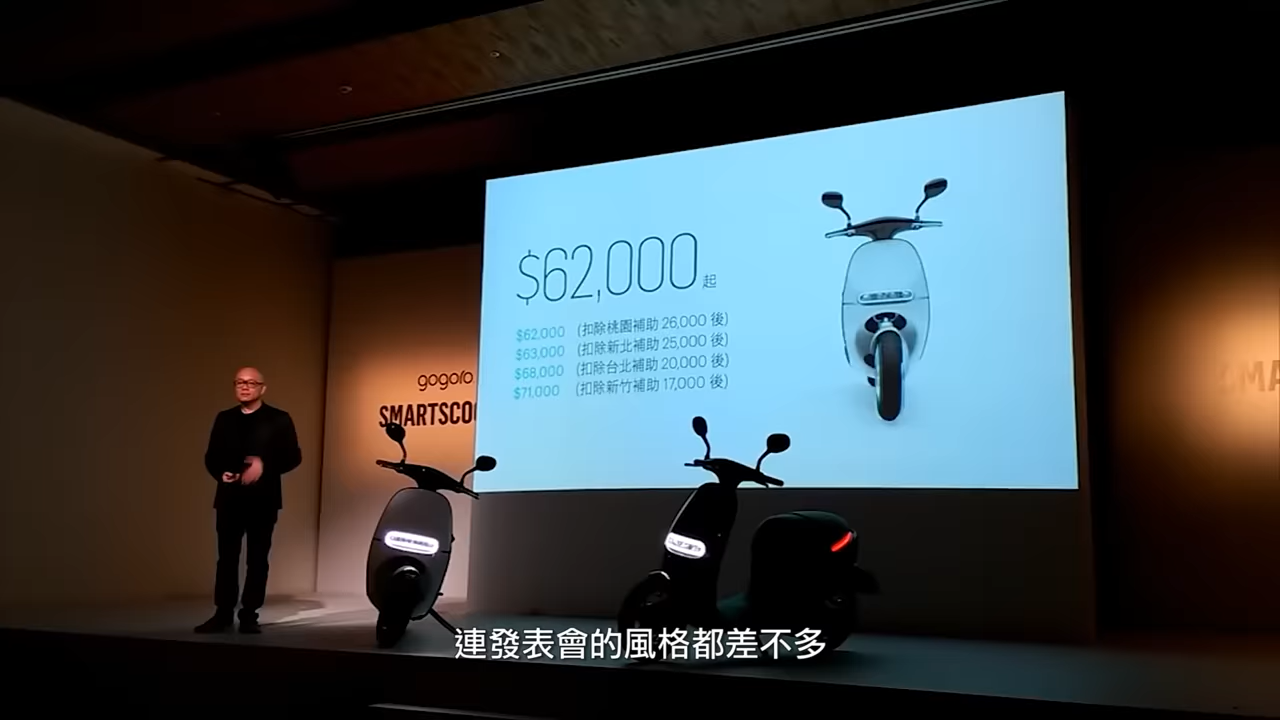 $62,000起
$62,000 (扣除桃園補助 26,000 後)
$63,000 (扣除新北補助 25,000 後)
$68,000 (扣除台北補助 20,000 後)
$71,000 (扣除新竹補助 17,000 後)
gogoro
SMARTSCOO
SMA
連發表會的風格都差不多